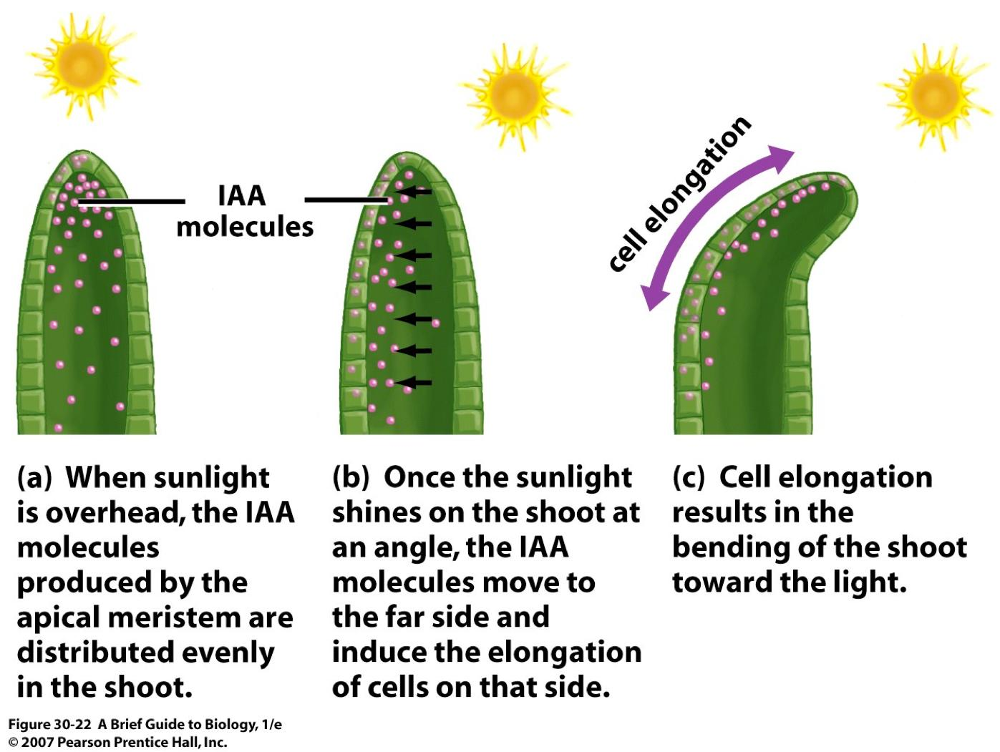 IAA
molecules
cell elongation
(a) When sunlight
is overhead, the IAA
molecules
produced by the
apical meristem are
distributed evenly
in the shoot.
(b) Once the sunlight
shines on the shoot at
an angle, the IAA
molecules move to
the far side and
induce the elongation
of cells on that side.
(c) Cell elongation
results in the
bending of the shoot
toward the light.
Figure 30-22 A Brief Guide to Biology, 1/e
© 2007 Pearson Prentice Hall, Inc.